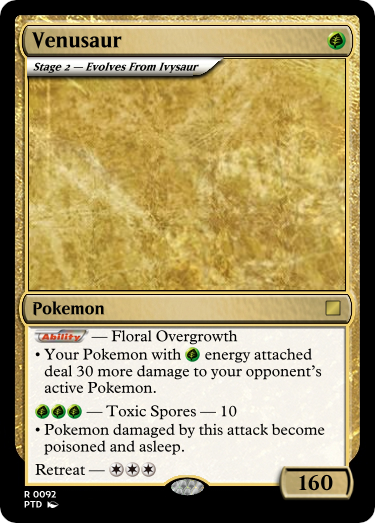 Venusaur
Stage 2 — Evolves From Ivysaur
Pokemon
Ability — Floral Overgrowth
• Your Pokemon with energy attached
deal 30 more damage to your opponent's
active Pokemon.
— Toxic Spores — 10
• Pokemon damaged by this attack become
poisoned and asleep.
Retreat —
160
R 0092
PTD